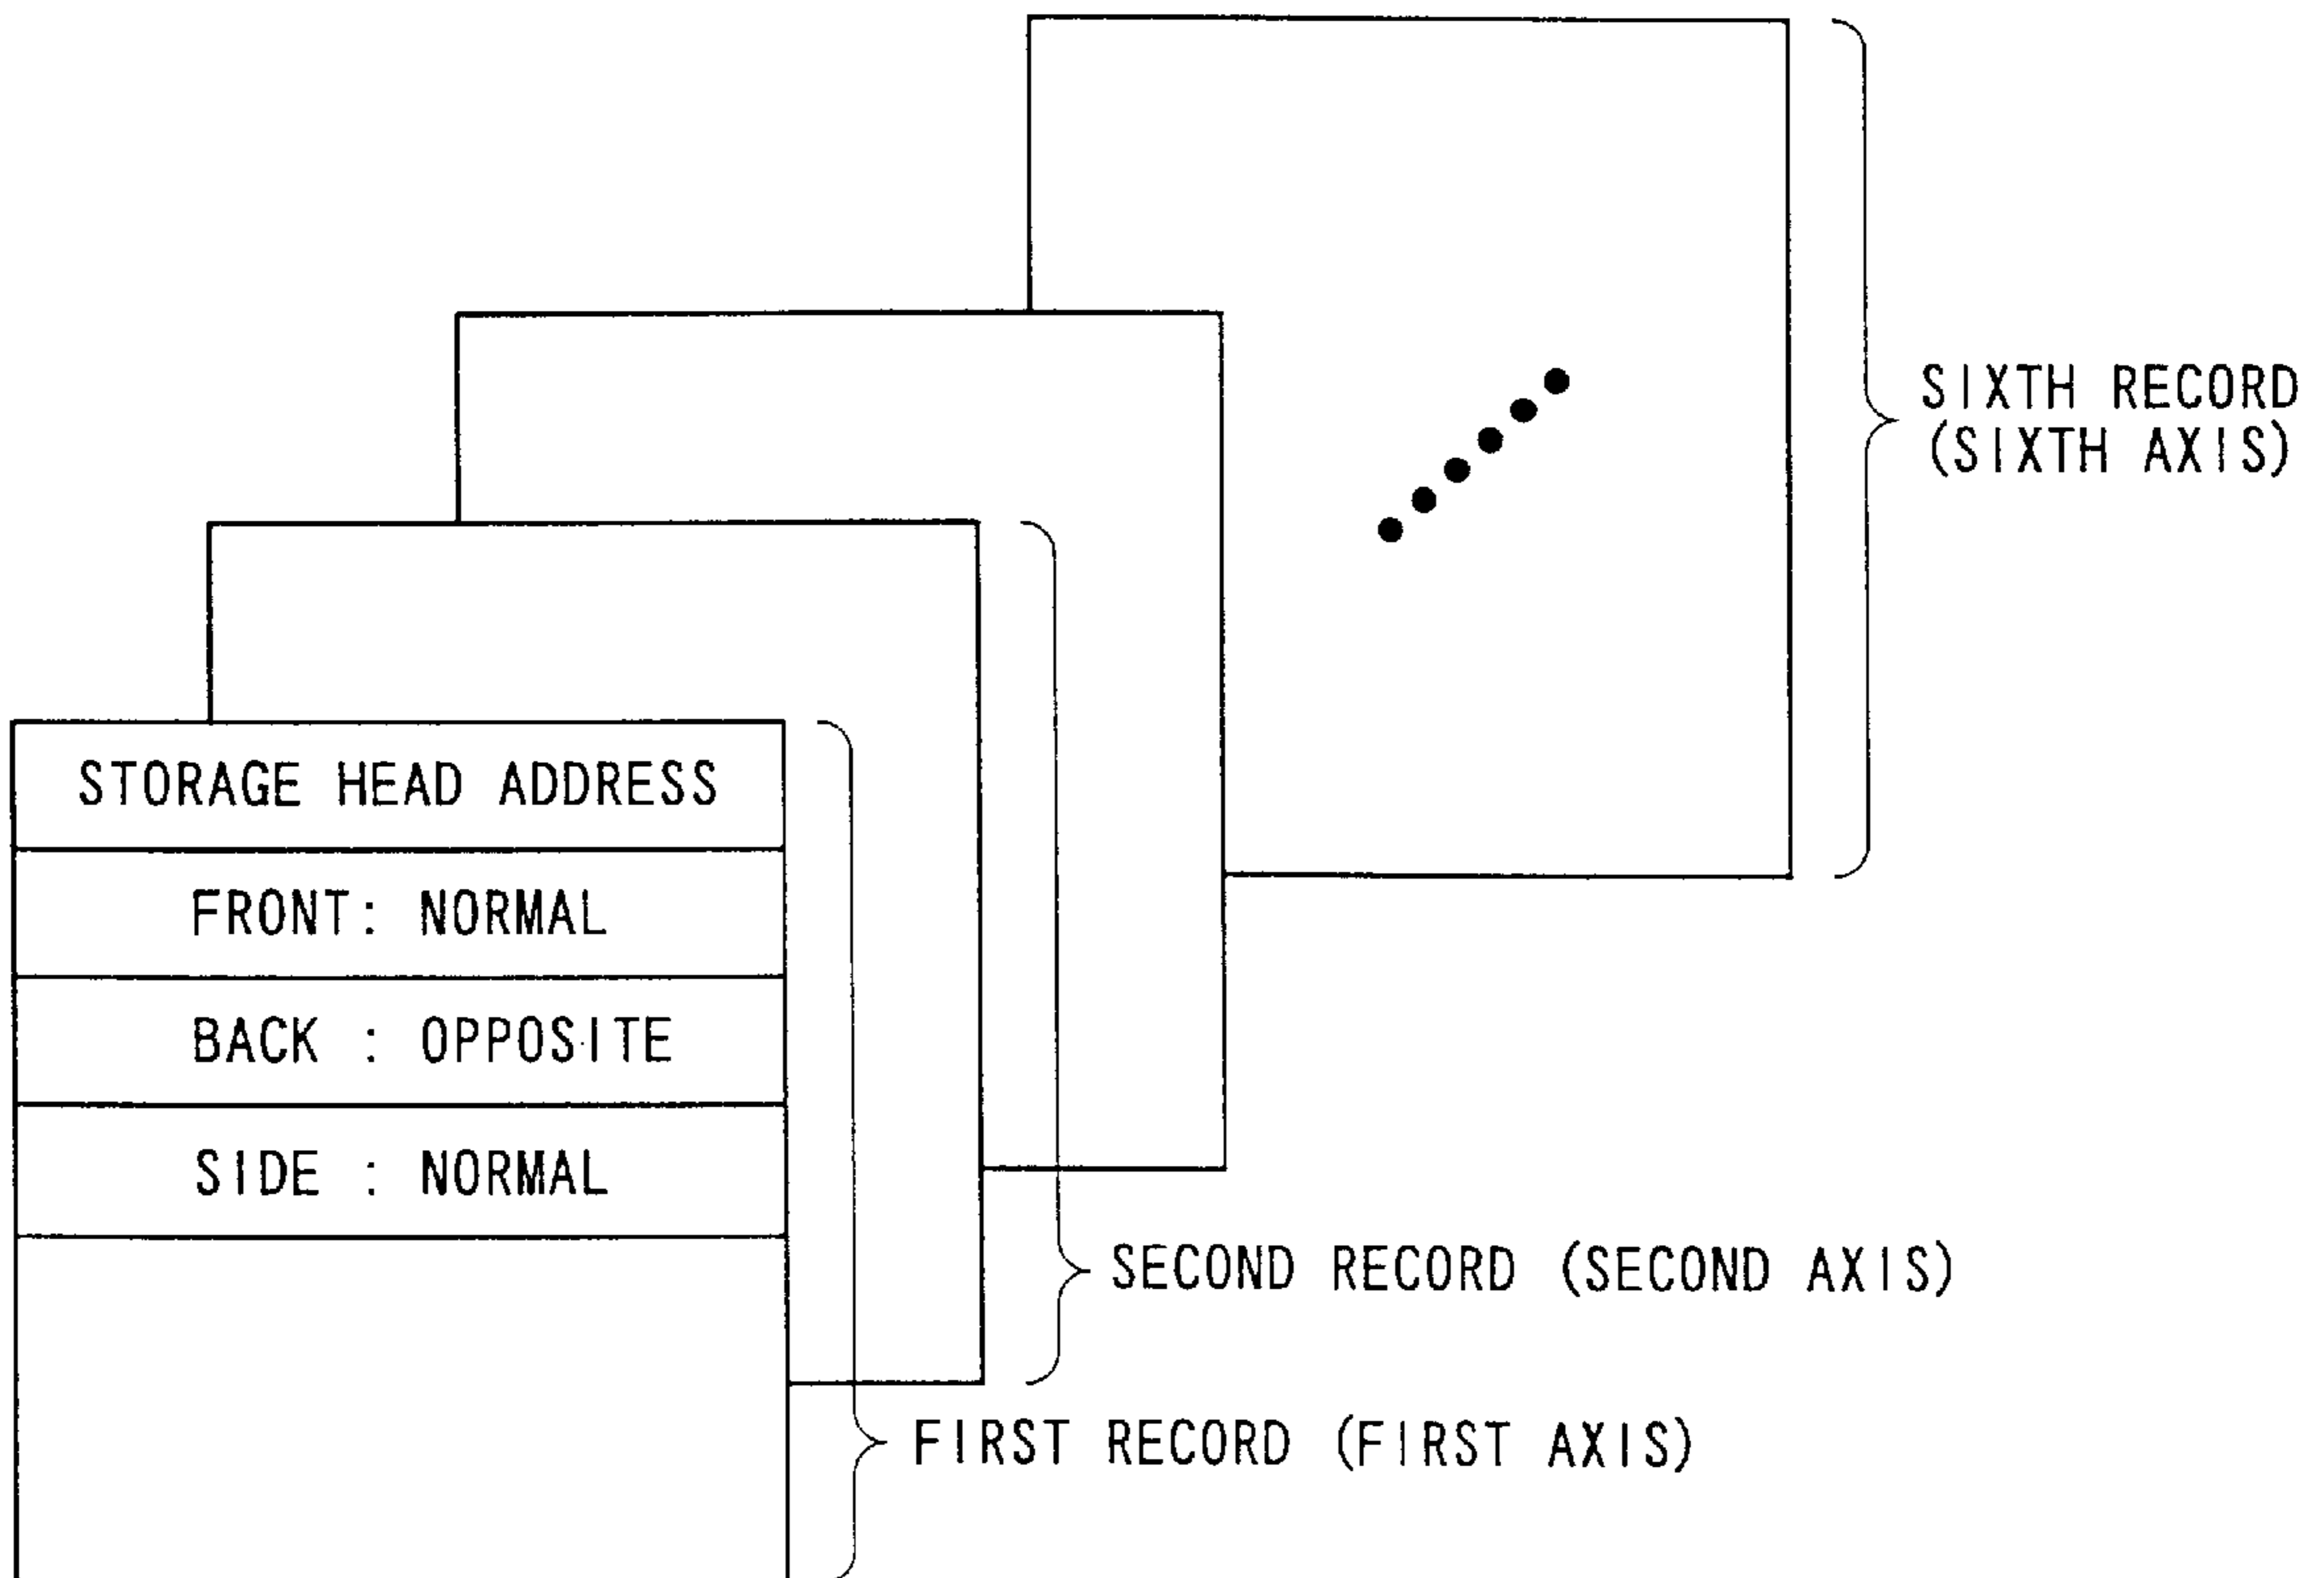 SIXTH RECORD
(SIXTH AXIS)
STORAGE HEAD ADDRESS
FRONT: NORMAL
BACK : OPPOSITE
SIDE : NORMAL
SECOND RECORD (SECOND AXIS)
FIRST RECORD (FIRST AXIS)